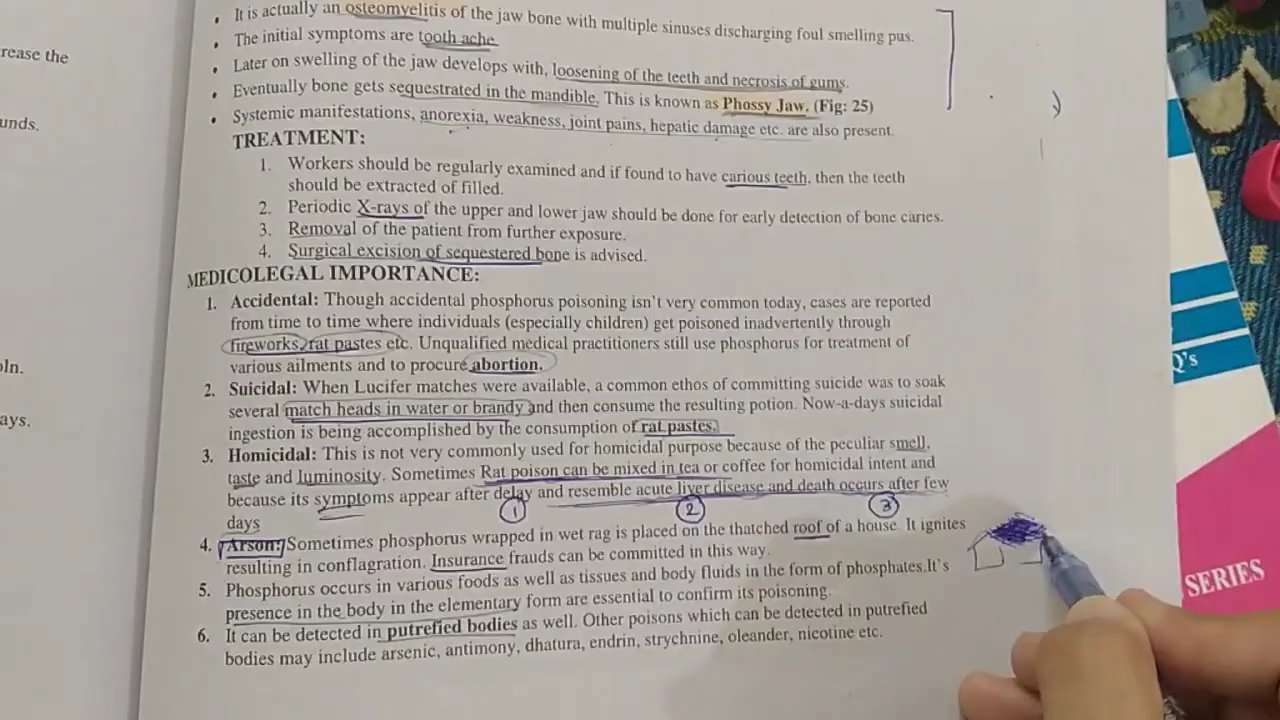 rease the
unds.
oln.
ays.
• It is actually an osteomyelitis of the jaw bone with multiple sinuses discharging foul smelling pus.
• The initial symptoms are tooth ache
• Later on swelling of the jaw develops with, loosening of the teeth and necrosis of gums.
• Eventually bone gets sequestrated in the mandible. This is known as Phossy Jaw. (Fig: 25)
• Systemic manifestations, anorexia, weakness, joint pains, hepatic damage etc. are also present.
TREATMENT:
1. Workers should be regularly examined and if found to have carious teeth, then the teeth
should be extracted of filled.
2. Periodic X-rays of the upper and lower jaw should be done for early detection of bone caries.
3. Removal of the patient from further exposure.
4. Surgical excision of sequestered bone is advised.
MEDICOLEGAL IMPORTANCE:
1. Accidental: Though accidental phosphorus poisoning isn't very common today, cases are reported
from time to time where individuals (especially children) get poisoned inadvertently through
fireworks, rat pastes etc. Unqualified medical practitioners still use phosphorus for treatment of
various ailments and to procure abortion.
2. Suicidal: When Lucifer matches were available, a common ethos of committing suicide was to soak
several match heads in water or brandy and then consume the resulting potion. Now-a-days suicidal
ingestion is being accomplished by the consumption of rat pastes.
3. Homicidal: This is not very commonly used for homicidal purpose because of the peculiar smell,
taste and luminosity. Sometimes Rat poison can be mixed in tea or coffee for homicidal intent and
because its symptoms appear after delay and resemble acute liver disease and death occurs after few
days
1 2 3
4. Arson: Sometimes phosphorus wrapped in wet rag is placed on the thatched roof of a house. It ignites
resulting in conflagration. Insurance frauds can be committed in this way.
5. Phosphorus occurs in various foods as well as tissues and body fluids in the form of phosphates.It's
presence in the body in the elementary form are essential to confirm its poisoning.
6. It can be detected in putrefied bodies as well. Other poisons which can be detected in putrefied
bodies may include arsenic, antimony, dhatura, endrin, strychnine, oleander, nicotine etc.
Q's
SERIES